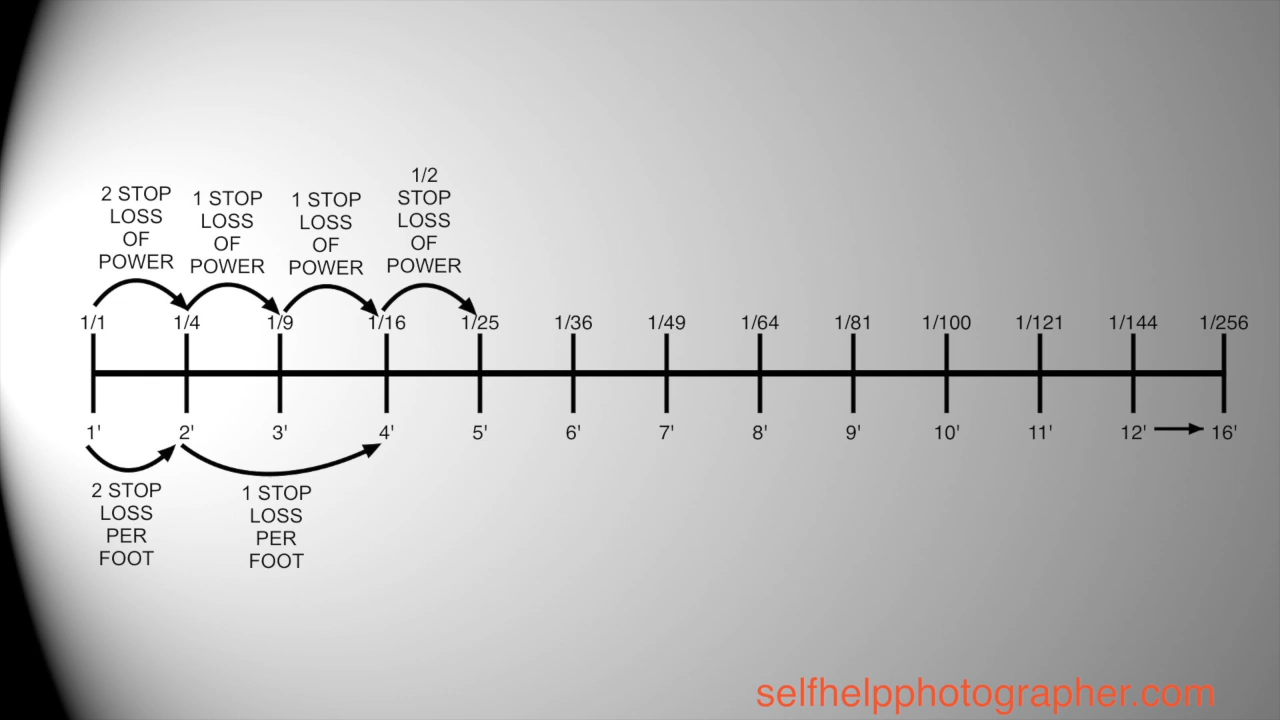 2 STOP
LOSS
OF
POWER
1 STOP
LOSS
OF
POWER
1 STOP
LOSS
OF
POWER
1/2
STOP
LOSS
OF
POWER
1/1 1/4 1/9 1/16 1/25 1/36 1/49 1/64 1/81 1/100 1/121 1/144 1/256
1' 2' 3' 4' 5' 6' 7' 8' 9' 10' 11' 12' 16'
2 STOP
LOSS
PER
FOOT
1 STOP
LOSS
PER
FOOT
selfhelpphotographer.com